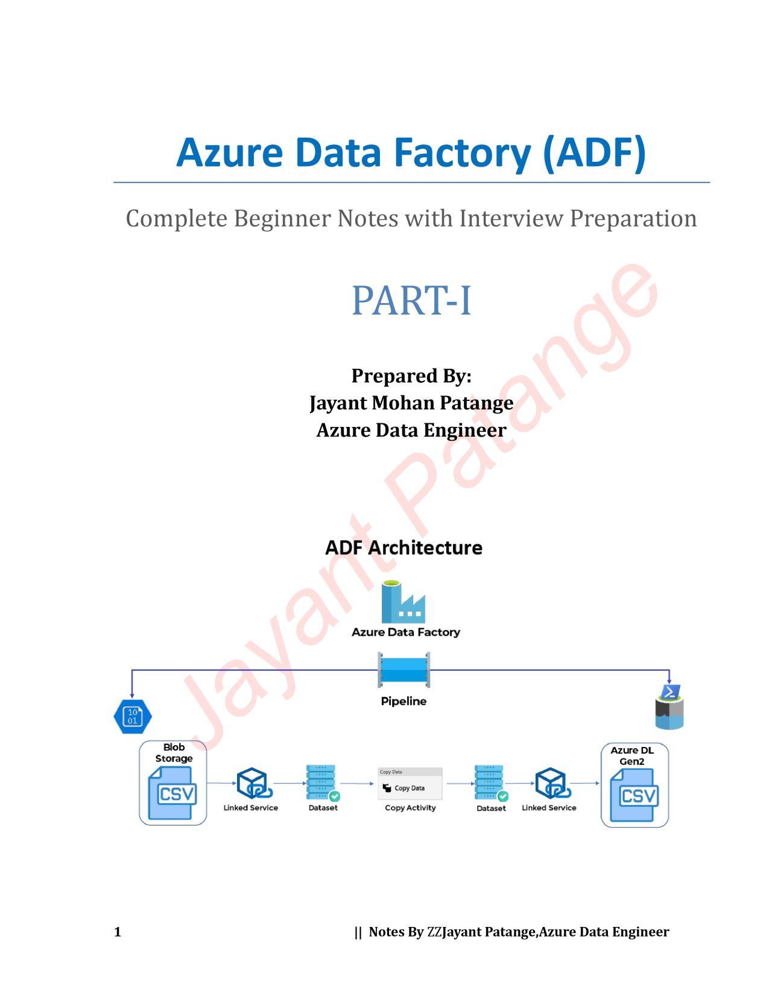 Azure Data Factory (ADF)
Complete Beginner Notes with Interview Preparation
PART-I
Prepared By:
Jayant Mohan Patange
Azure Data Engineer
Jayant Patange
ADF Architecture
Azure Data Factory
Pipeline
10
01
Blob
Storage
CSV
Linked Service
Dataset
Copy Data
Copy Data
Copy Activity
Dataset
Linked Service
Azure DL
Gen2
CSV
1 || Notes By ZZJayant Patange,Azure Data Engineer